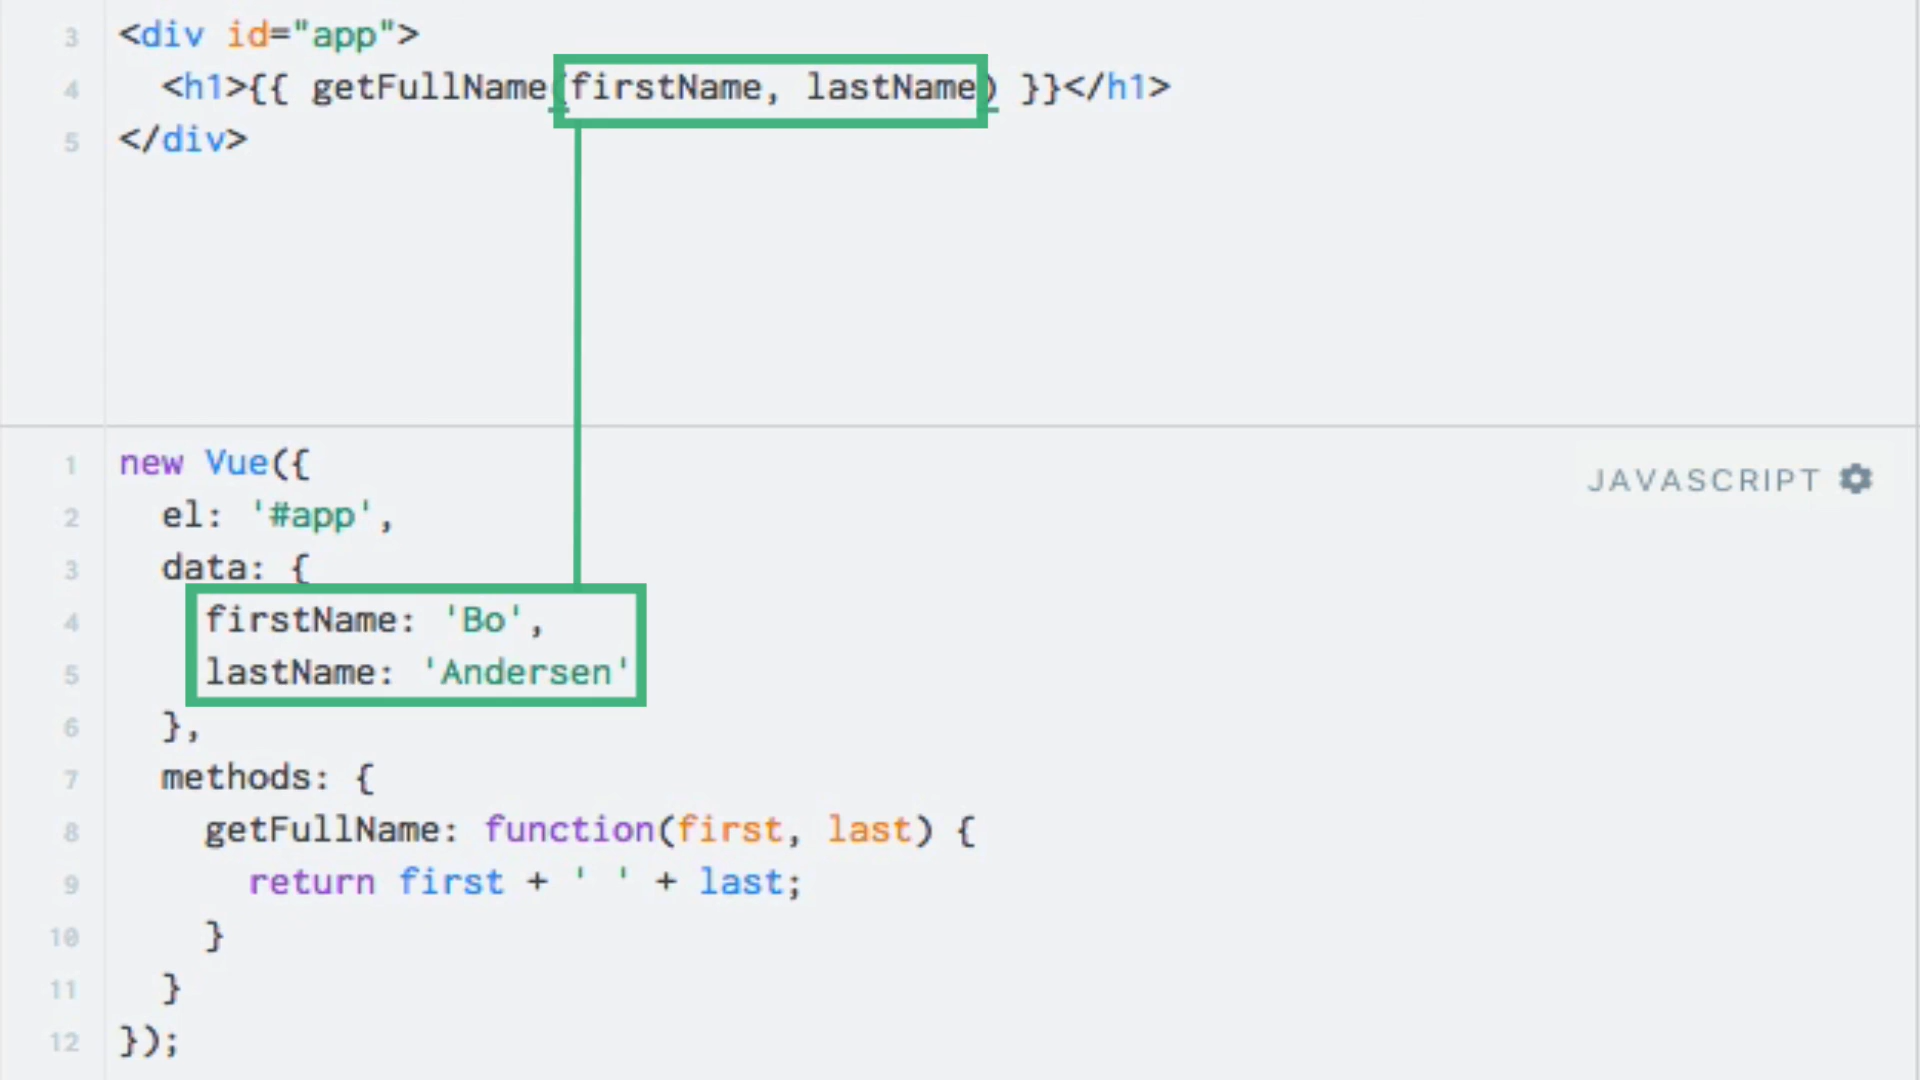 3 <div id="app">
4 <h1>{{ getFullName(firstName, lastName) }}</h1>
5 </div>
JAVASCRIPT
1 new Vue({
2 el: '#app',
3 data: {
4 firstName: 'Bo',
5 lastName: 'Andersen'
6 },
7 methods: {
8 getFullName: function(first, last) {
9 return first + ' ' + last;
10 }
11 }
12 });